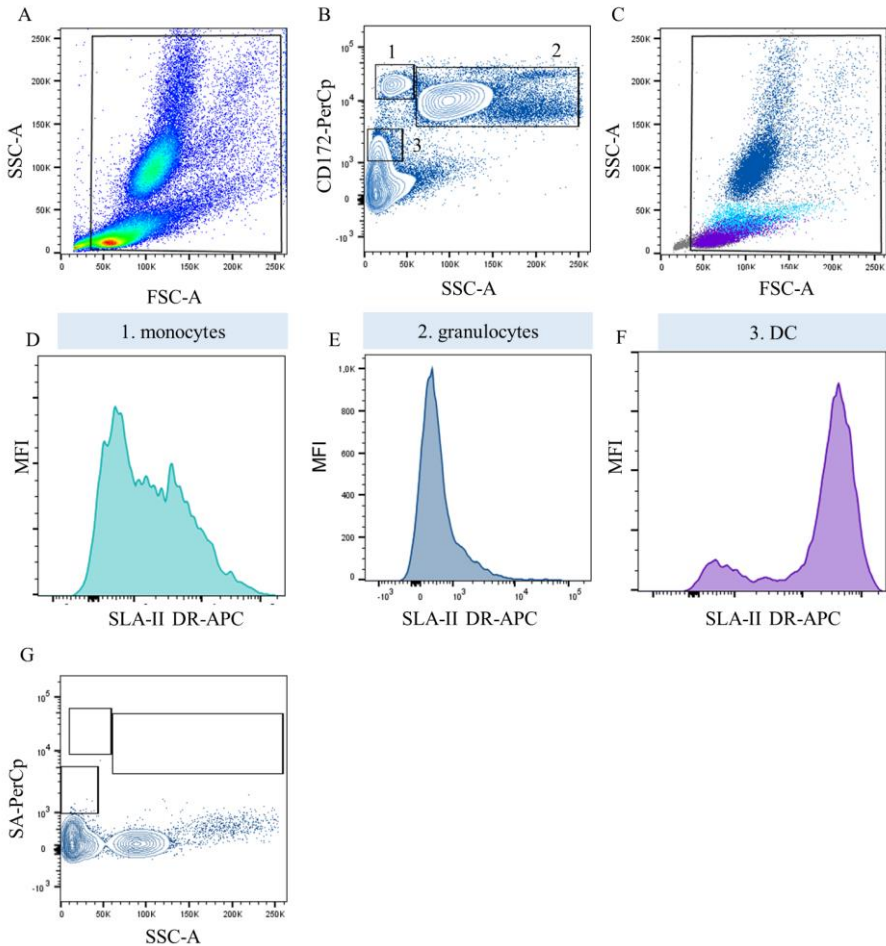 A
SSC-A
250K
200K
150K
100K
50K
0
0 50K 100K 150K 200K 250K
FSC-A
B
CD172-PerCp
10^5
10^4
10^3
0
-10^3
1
2
3
0 50K 100K 150K 200K 250K
SSC-A
C
SSC-A
250K
200K
150K
100K
50K
0
0 50K 100K 150K 200K 250K
FSC-A
D
1. monocytes
MFI
SLA-II DR-APC
E
2. granulocytes
MFI
1,0K
800
600
400
200
0
-10^3 0 10^3 10^4 10^5
SLA-II DR-APC
F
3. DC
MFI
SLA-II DR-APC
G
SA-PerCp
10^5
10^4
10^3
0
-10^3
0 50K 100K 150K 200K 250K
SSC-A